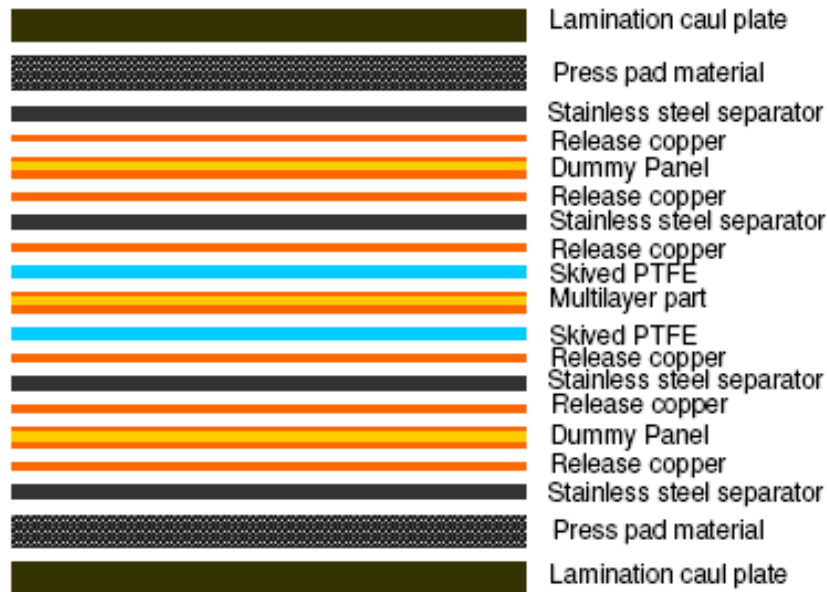 Lamination caul plate
Press pad material
Stainless steel separator
Release copper
Dummy Panel
Release copper
Stainless steel separator
Release copper
Skived PTFE
Multilayer part
Skived PTFE
Release copper
Stainless steel separator
Release copper
Dummy Panel
Release copper
Stainless steel separator
Press pad material
Lamination caul plate